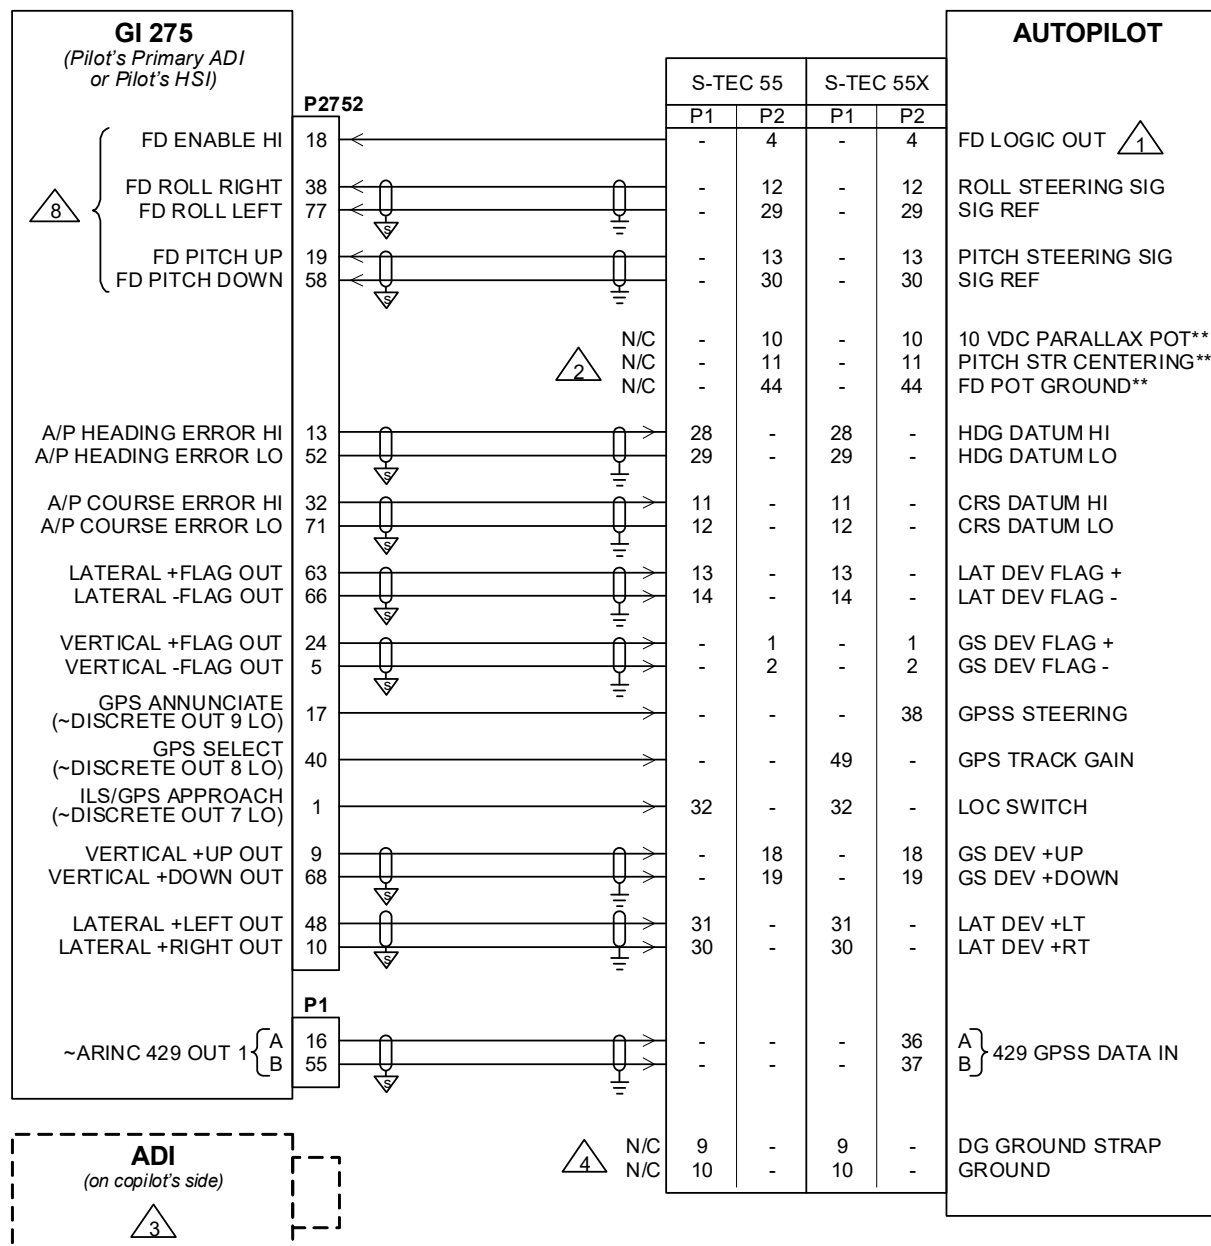 GI 275
(Pilot's Primary ADI
or Pilot's HSI)
AUTOPILOT
S-TEC 55 S-TEC 55X
P2752
P1 P2 P1 P2
FD ENABLE HI 18 - 4 - 4 FD LOGIC OUT 1
8
FD ROLL RIGHT 38 - 12 - 12 ROLL STEERING SIG
FD ROLL LEFT 77 S - 29 - 29 SIG REF
FD PITCH UP 19 - 13 - 13 PITCH STEERING SIG
FD PITCH DOWN 58 S - 30 - 30 SIG REF
2
N/C - 10 - 10 10 VDC PARALLAX POT**
N/C - 11 - 11 PITCH STR CENTERING**
N/C - 44 - 44 FD POT GROUND**
A/P HEADING ERROR HI 13 28 - 28 - HDG DATUM HI
A/P HEADING ERROR LO 52 S 29 - 29 - HDG DATUM LO
A/P COURSE ERROR HI 32 11 - 11 - CRS DATUM HI
A/P COURSE ERROR LO 71 S 12 - 12 - CRS DATUM LO
LATERAL +FLAG OUT 63 13 - 13 - LAT DEV FLAG +
LATERAL -FLAG OUT 66 S 14 - 14 - LAT DEV FLAG -
VERTICAL +FLAG OUT 24 - 1 - 1 GS DEV FLAG +
VERTICAL -FLAG OUT 5 S - 2 - 2 GS DEV FLAG -
GPS ANNUNCIATE
(~DISCRETE OUT 9 LO) 17 - - - 38 GPSS STEERING
GPS SELECT
(~DISCRETE OUT 8 LO) 40 - - 49 - GPS TRACK GAIN
ILS/GPS APPROACH
(~DISCRETE OUT 7 LO) 1 32 - 32 - LOC SWITCH
VERTICAL +UP OUT 9 - 18 - 18 GS DEV +UP
VERTICAL +DOWN OUT 68 S - 19 - 19 GS DEV +DOWN
LATERAL +LEFT OUT 48 31 - 31 - LAT DEV +LT
LATERAL +RIGHT OUT 10 S 30 - 30 - LAT DEV +RT
P1
~ARINC 429 OUT 1
A 16 - - - 36 A
B 55 S - - - 37 B
429 GPSS DATA IN
4
N/C 9 - 9 - DG GROUND STRAP
N/C 10 - 10 - GROUND
ADI
(on copilot's side)
3